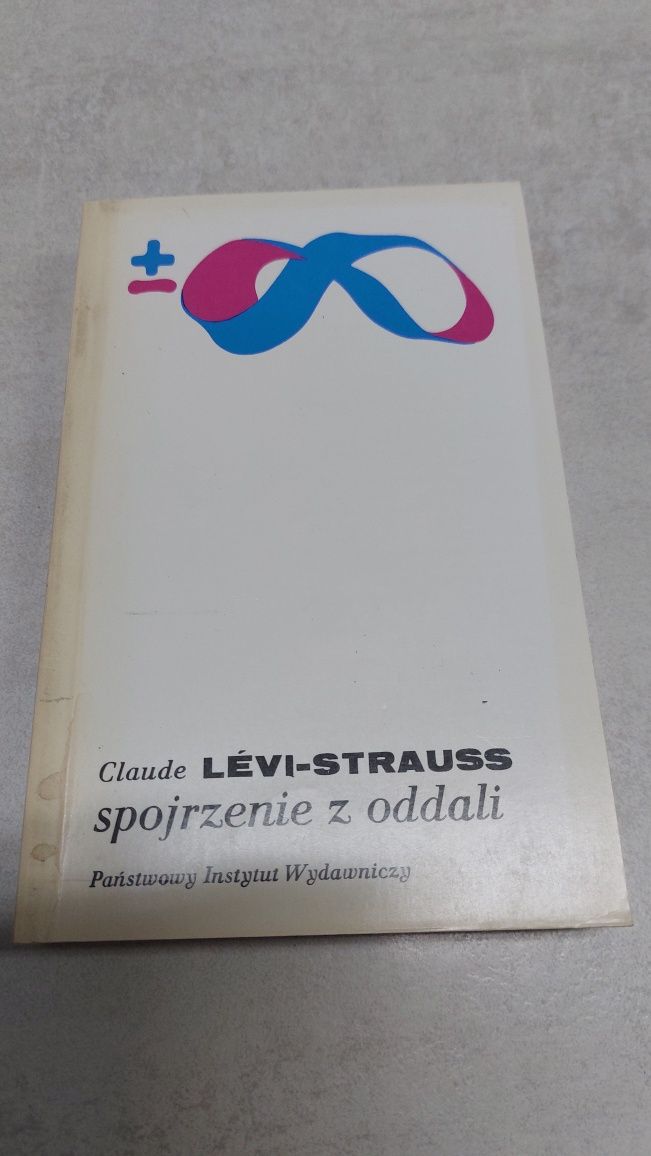 ±
Claude LÉVI-STRAUSS
spojrzenie z oddali
Państwowy Instytut Wydawniczy